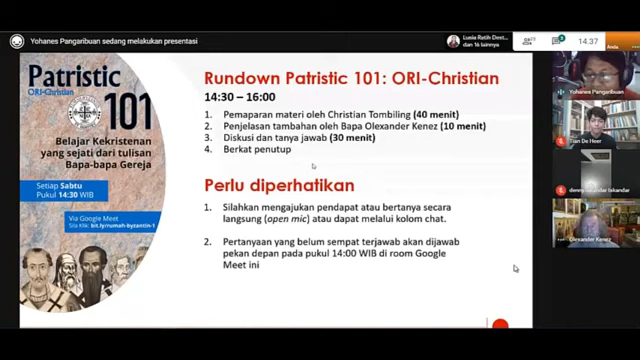 Yohanes Pangaribuan sedang melakukan presentasi
Lusia Ratih Dest...
dan 16 lainnya
14.37
Anda
Patristic
ORI-Christian
101
Belajar Kekristenan
yang sejati dari tulisan
Bapa-bapa Gereja
Setiap Sabtu
Pukul 14:30 WIB
Via Google Meet
Sila Klik: bit.ly/rumah-byzantin-1
Rundown Patristic 101: ORI-Christian
14:30 – 16:00
1. Pemaparan materi oleh Christian Tombiling (40 menit)
2. Penjelasan tambahan oleh Bapa Olexander Kenez (10 menit)
3. Diskusi dan tanya jawab (30 menit)
4. Berkat penutup
Perlu diperhatikan
1. Silahkan mengajukan pendapat atau bertanya secara
langsung (open mic) atau dapat melalui kolom chat.
2. Pertanyaan yang belum sempat terjawab akan dijawab
pekan depan pada pukul 14:00 WIB di room Google
Meet ini
Yohanes Pangaribuan
Tian De Heer
denny iskandar iskandar
Olexander Kenez